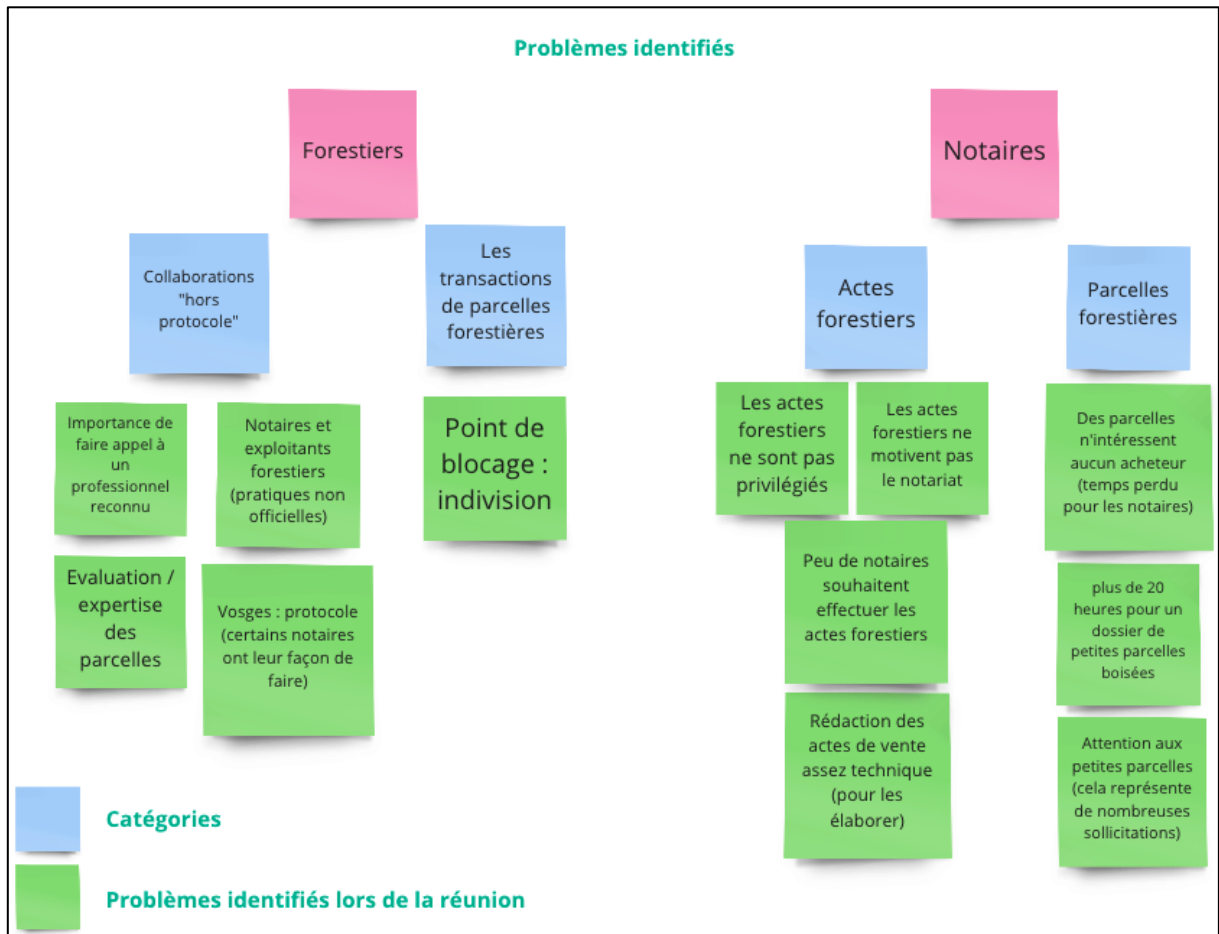 Problèmes identifiés
Forestiers
Notaires
Collaborations
"hors
protocole"
Les
transactions
de parcelles
forestières
Actes
forestiers
Parcelles
forestières
Importance de
faire appel à
un
professionnel
reconnu
Notaires et
exploitants
forestiers
(pratiques non
officielles)
Point de
blocage :
indivision
Les actes
forestiers
ne sont pas
privilégiés
Les actes
forestiers ne
motivent pas
le notariat
Des parcelles
n'intéressent
aucun acheteur
(temps perdu
pour les notaires)
Evaluation /
expertise
des
parcelles
Vosges : protocole
(certains notaires
ont leur façon de
faire)
Peu de notaires
souhaitent
effectuer les
actes forestiers
plus de 20
heures pour un
dossier de
petites parcelles
boisées
Rédaction des
actes de vente
assez technique
(pour les
élaborer)
Attention aux
petites parcelles
(cela représente
de nombreuses
sollicitations)
Catégories
Problèmes identifiés lors de la réunion